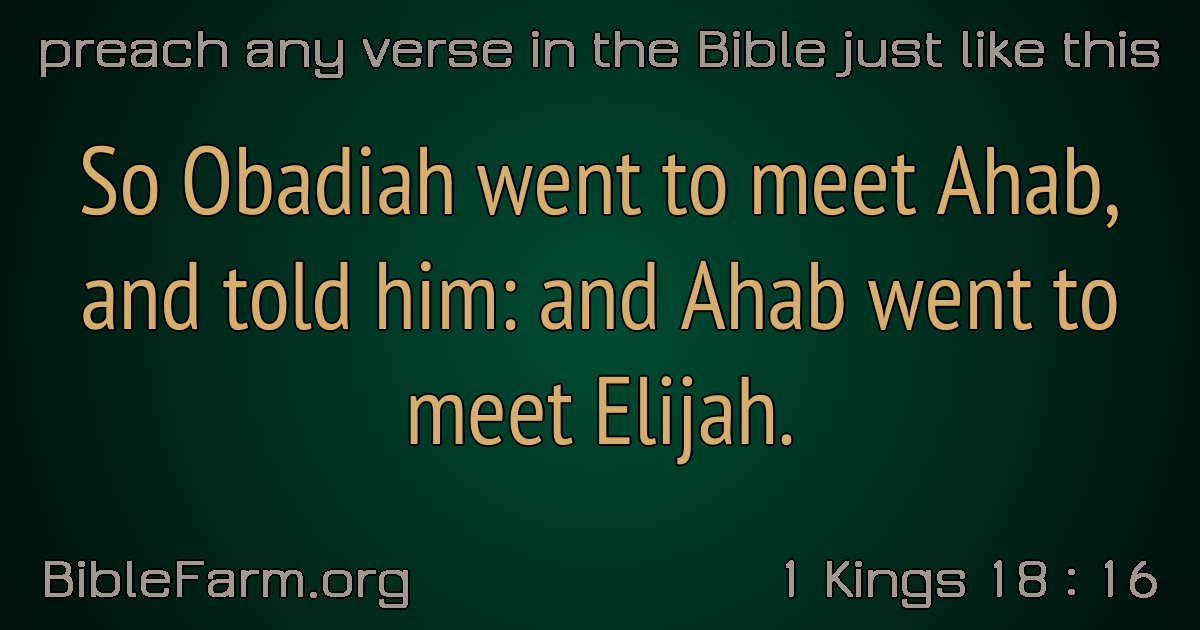 preach any verse in the Bible just like this
So Obadiah went to meet Ahab,
and told him: and Ahab went to
meet Elijah.
BibleFarm.org
1 Kings 18 : 16